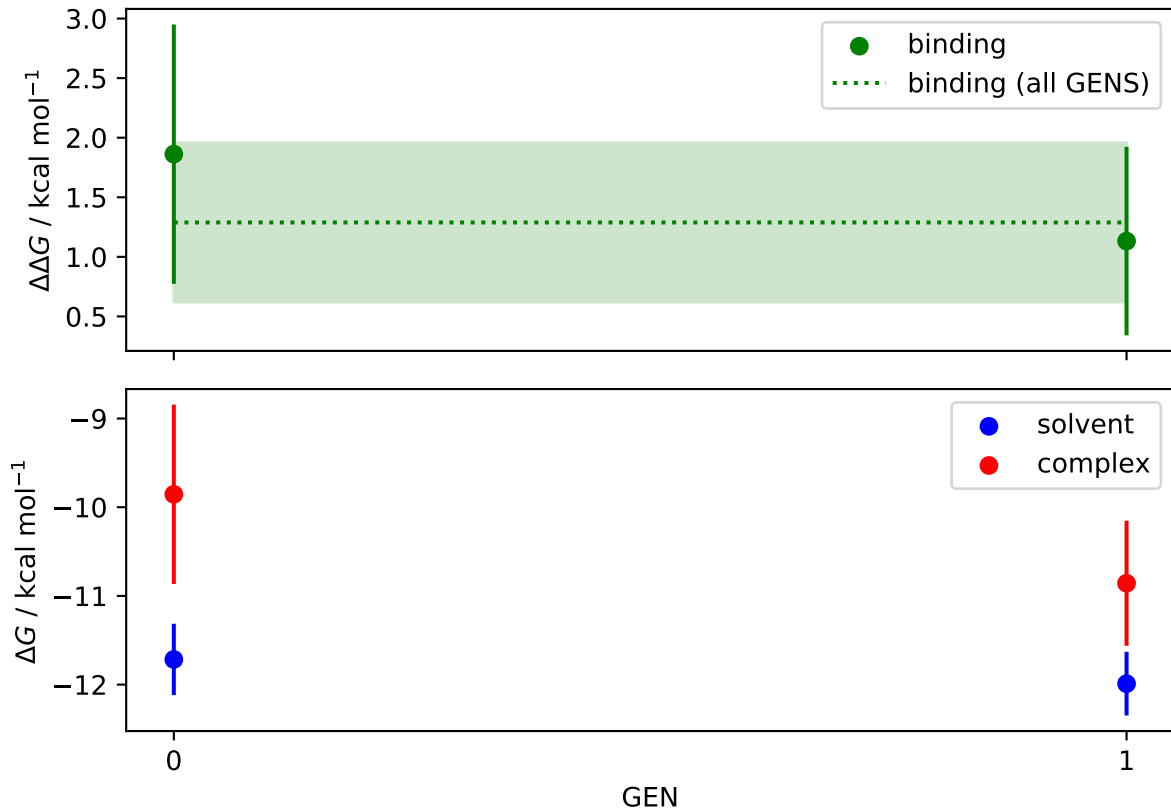 3.0
2.5
2.0
1.5
1.0
0.5
ΔΔG / kcal mol⁻¹
binding
binding (all GENS)
−9
−10
−11
−12
ΔG / kcal mol⁻¹
solvent
complex
0
1
GEN